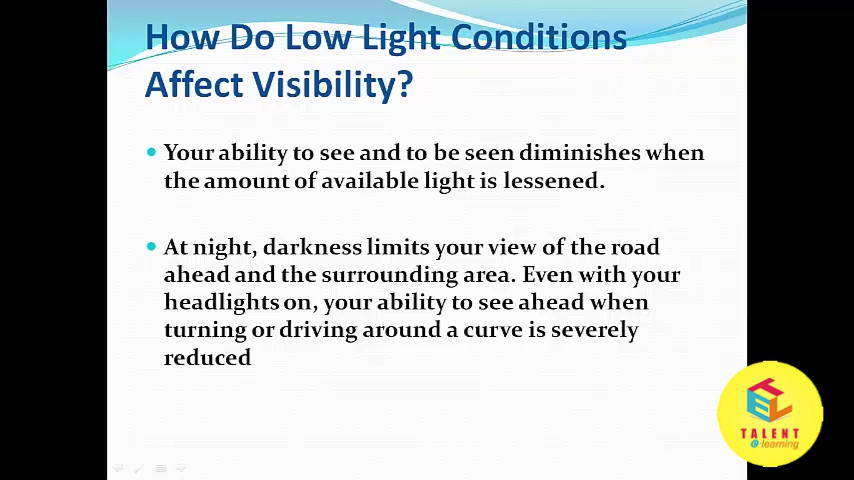 How Do Low Light Conditions
Affect Visibility?
Your ability to see and to be seen diminishes when
the amount of available light is lessened.
At night, darkness limits your view of the road
ahead and the surrounding area. Even with your
headlights on, your ability to see ahead when
turning or driving around a curve is severely
reduced
TEL
TALENT
e-learning